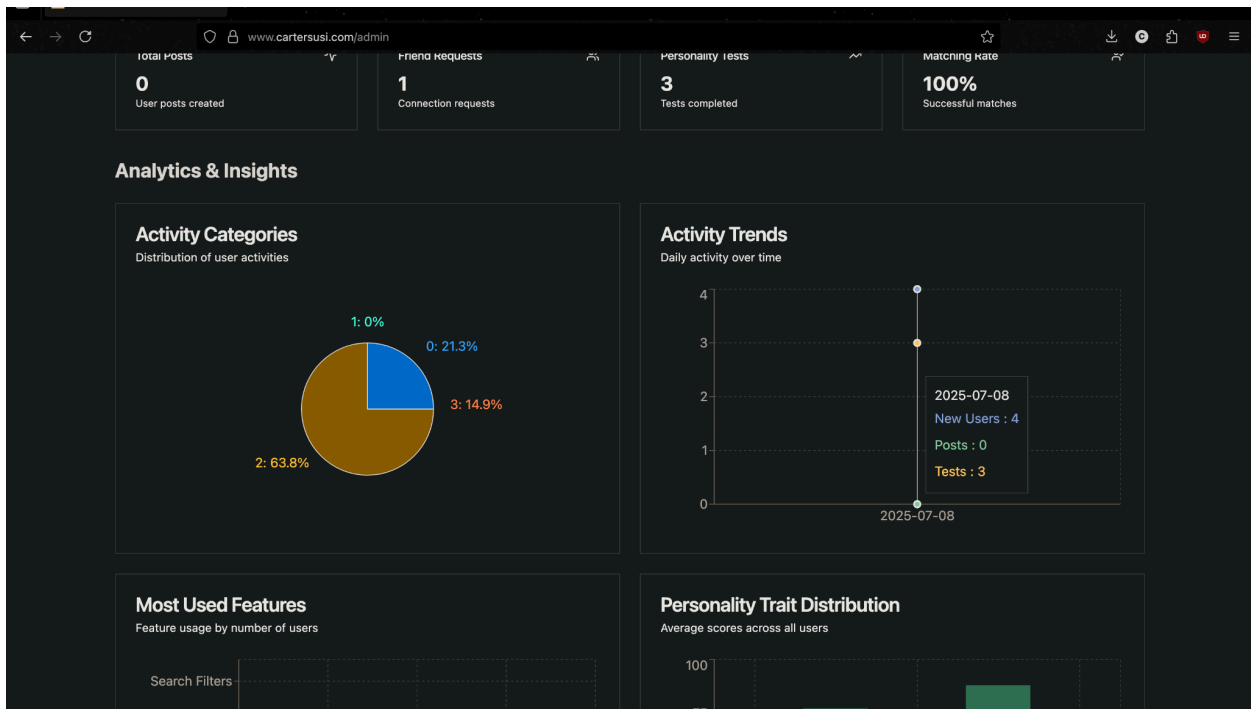 www.cartersusi.com/admin
Total Posts
0
User posts created
Friend Requests
1
Connection requests
Personality Tests
3
Tests completed
Matching Rate
100%
Successful matches
Analytics & Insights
Activity Categories
Distribution of user activities
1: 0%
0: 21.3%
3: 14.9%
2: 63.8%
Activity Trends
Daily activity over time
4
3
2
1
0
2025-07-08
2025-07-08
New Users : 4
Posts : 0
Tests : 3
Most Used Features
Feature usage by number of users
Search Filters
Personality Trait Distribution
Average scores across all users
100